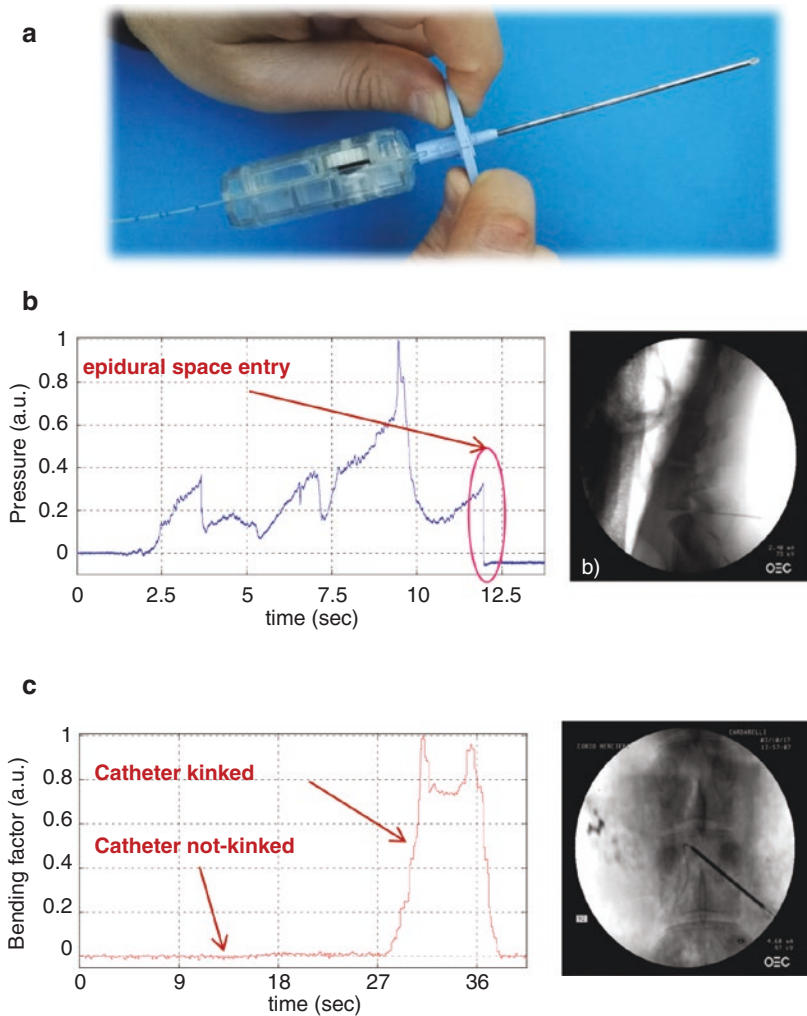 a
b
1
0.8
0.6
0.4
0.2
0
Pressure (a.u.)
epidural space entry
0
2.5
5
7.5
10
12.5
time (sec)
b)
OEC
c
1
0.8
0.6
0.4
0.2
0
Bending factor (a.u.)
Catheter kinked
Catheter not-kinked
0
9
18
27
36
time (sec)
CARDARELLI
OEC